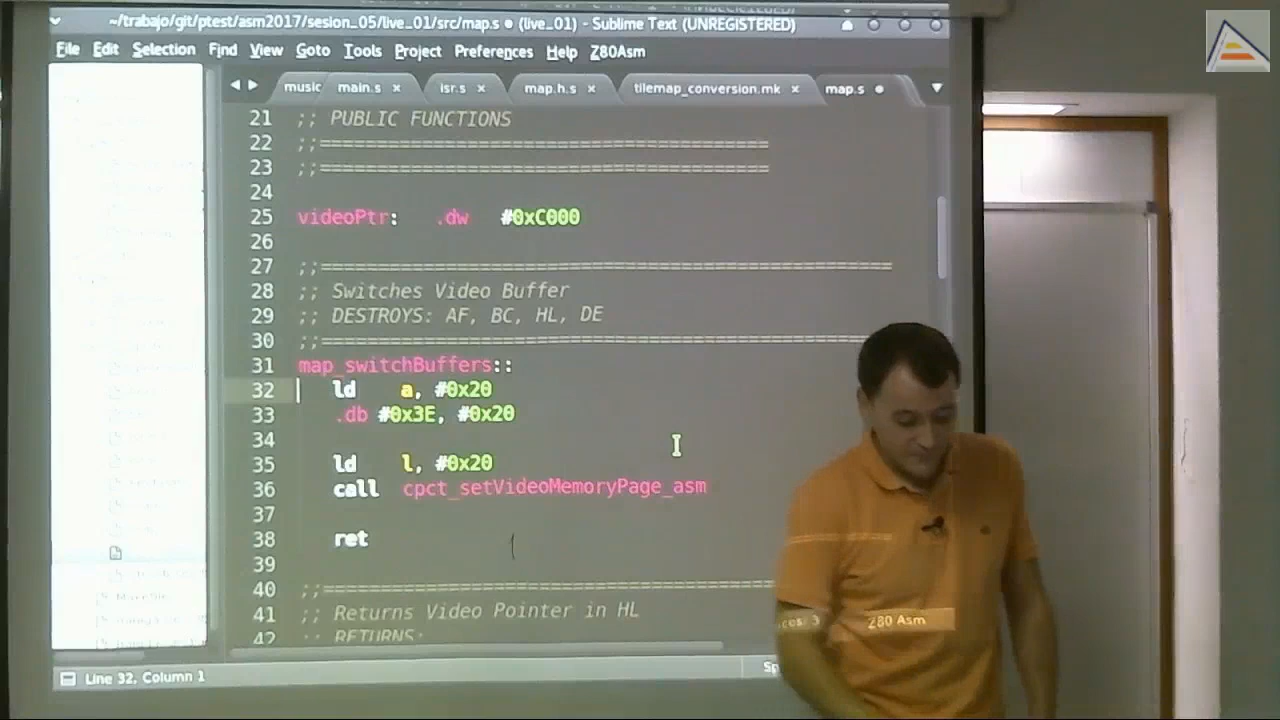 ~/trabajo/git/ptest/asm2017/sesion_05/live_01/src/map.s • (live_01) - Sublime Text (UNREGISTERED)
File Edit Selection Find View Goto Tools Project Preferences Help Z80Asm
music main.s × isr.s × map.h.s × tilemap_conversion.mk × map.s •
21 ;; PUBLIC FUNCTIONS
22 ;;==========================================
23 ;;==========================================
24
25 videoPtr: .dw #0xC000
26
27 ;;======================================================
28 ;; Switches Video Buffer
29 ;; DESTROYS: AF, BC, HL, DE
30 ;;======================================================
31 map_switchBuffers::
32 ld a, #0x20
33 .db #0x3E, #0x20
34
35 ld l, #0x20
36 call cpct_setVideoMemoryPage_asm
37
38 ret
39
40 ;;=============================================
41 ;; Returns Video Pointer in HL
42 ;; RETURNS:
Line 32, Column 1
3
Z80 Asm